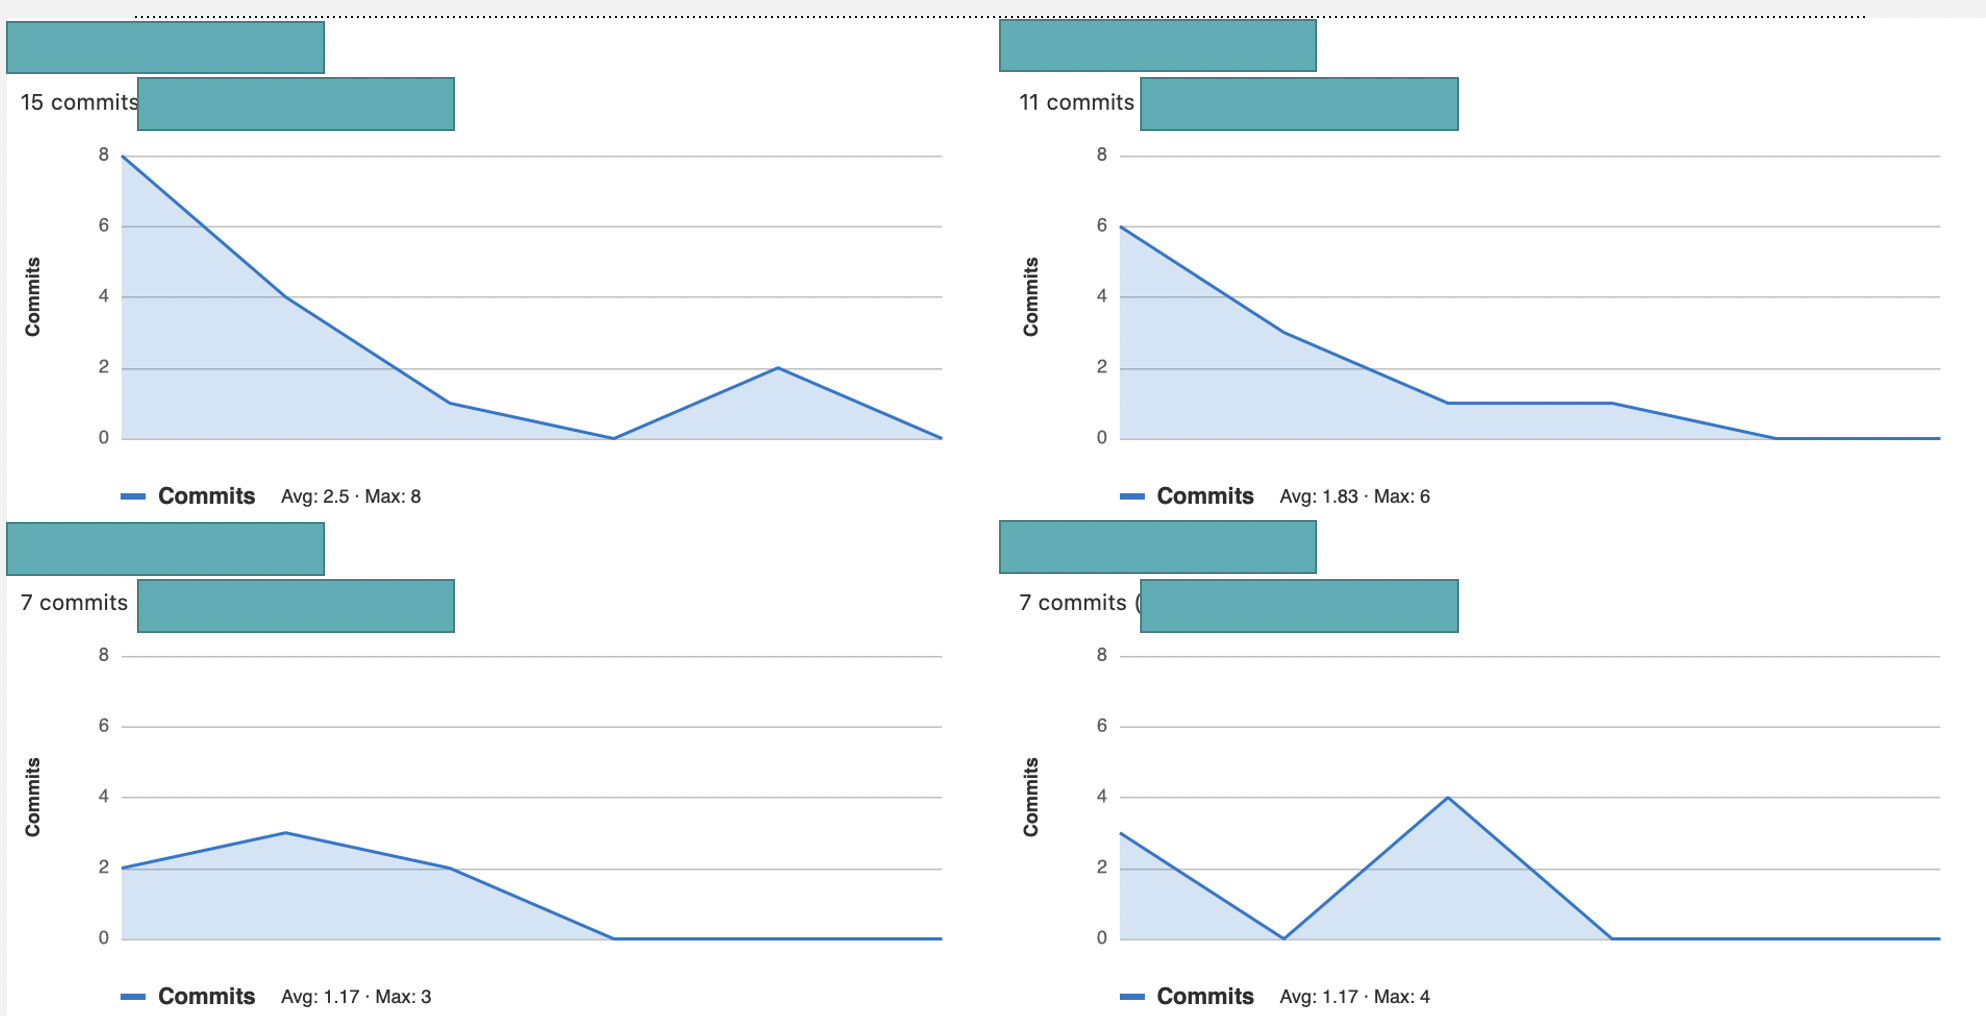 15 commits
8
6
4
2
0
Commits
Commits Avg: 2.5 · Max: 8
11 commits
8
6
4
2
0
Commits
Commits Avg: 1.83 · Max: 6
7 commits
8
6
4
2
0
Commits
Commits Avg: 1.17 · Max: 3
7 commits (
8
6
4
2
0
Commits
Commits Avg: 1.17 · Max: 4